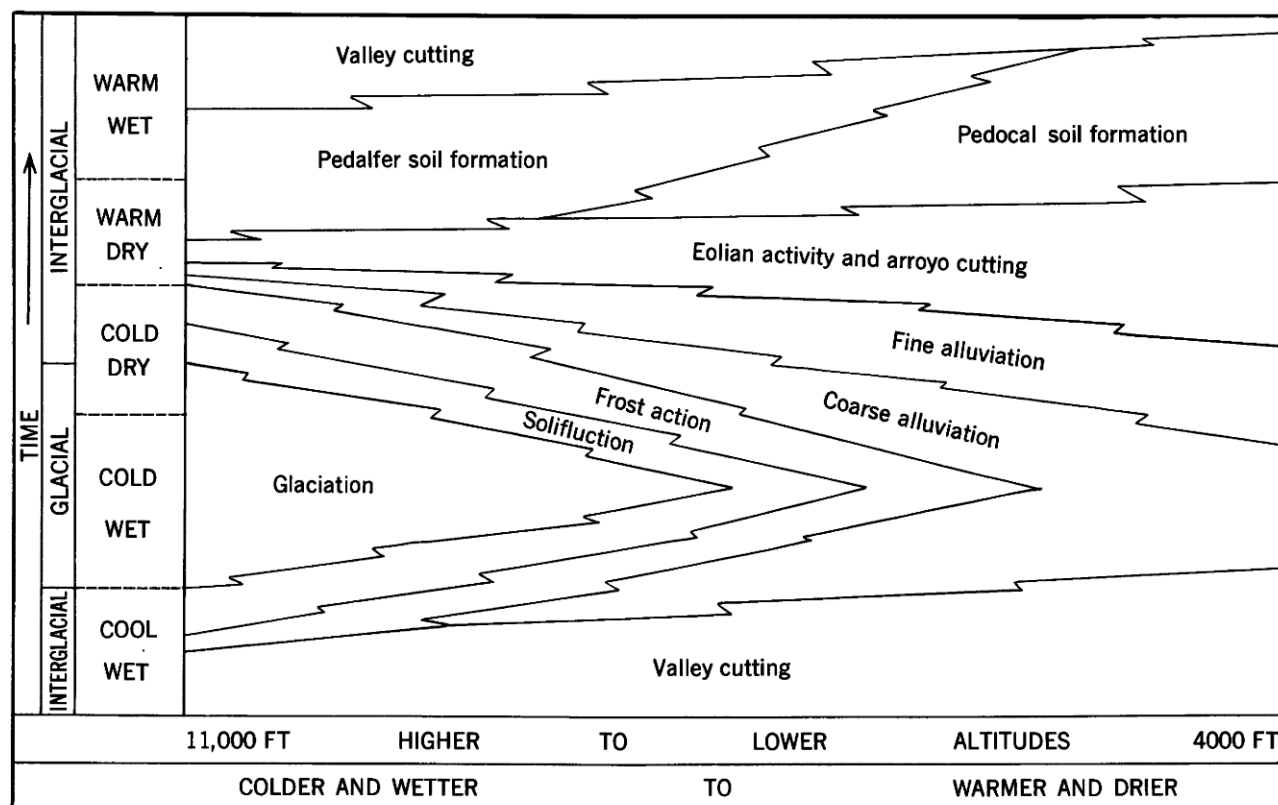 TIME
INTERGLACIAL
GLACIAL
INTERGLACIAL
WARM
WET
WARM
DRY
COLD
DRY
COLD
WET
COOL
WET
Valley cutting
Pedalfer soil formation
Pedocal soil formation
Eolian activity and arroyo cutting
Fine alluviation
Coarse alluviation
Frost action
Solifluction
Glaciation
Valley cutting
11,000 FT HIGHER TO LOWER ALTITUDES 4000 FT
COLDER AND WETTER TO WARMER AND DRIER